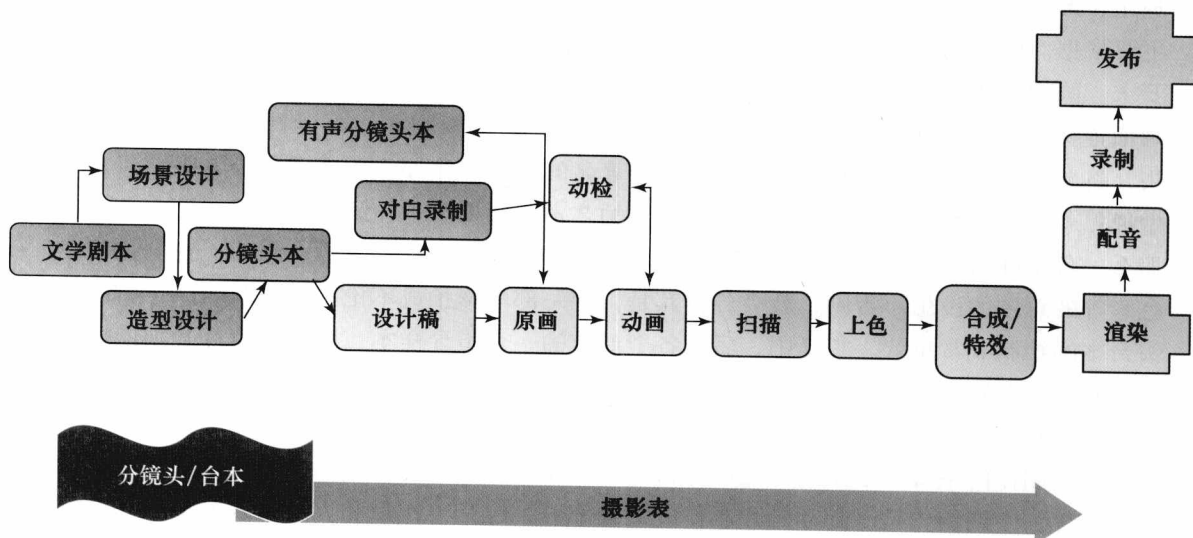 发布
有声分镜头本
录制
场景设计
动检
对白录制
配音
文学剧本
分镜头本
造型设计
设计稿
原画
动画
扫描
上色
合成/
特效
渲染
分镜头/台本
摄影表